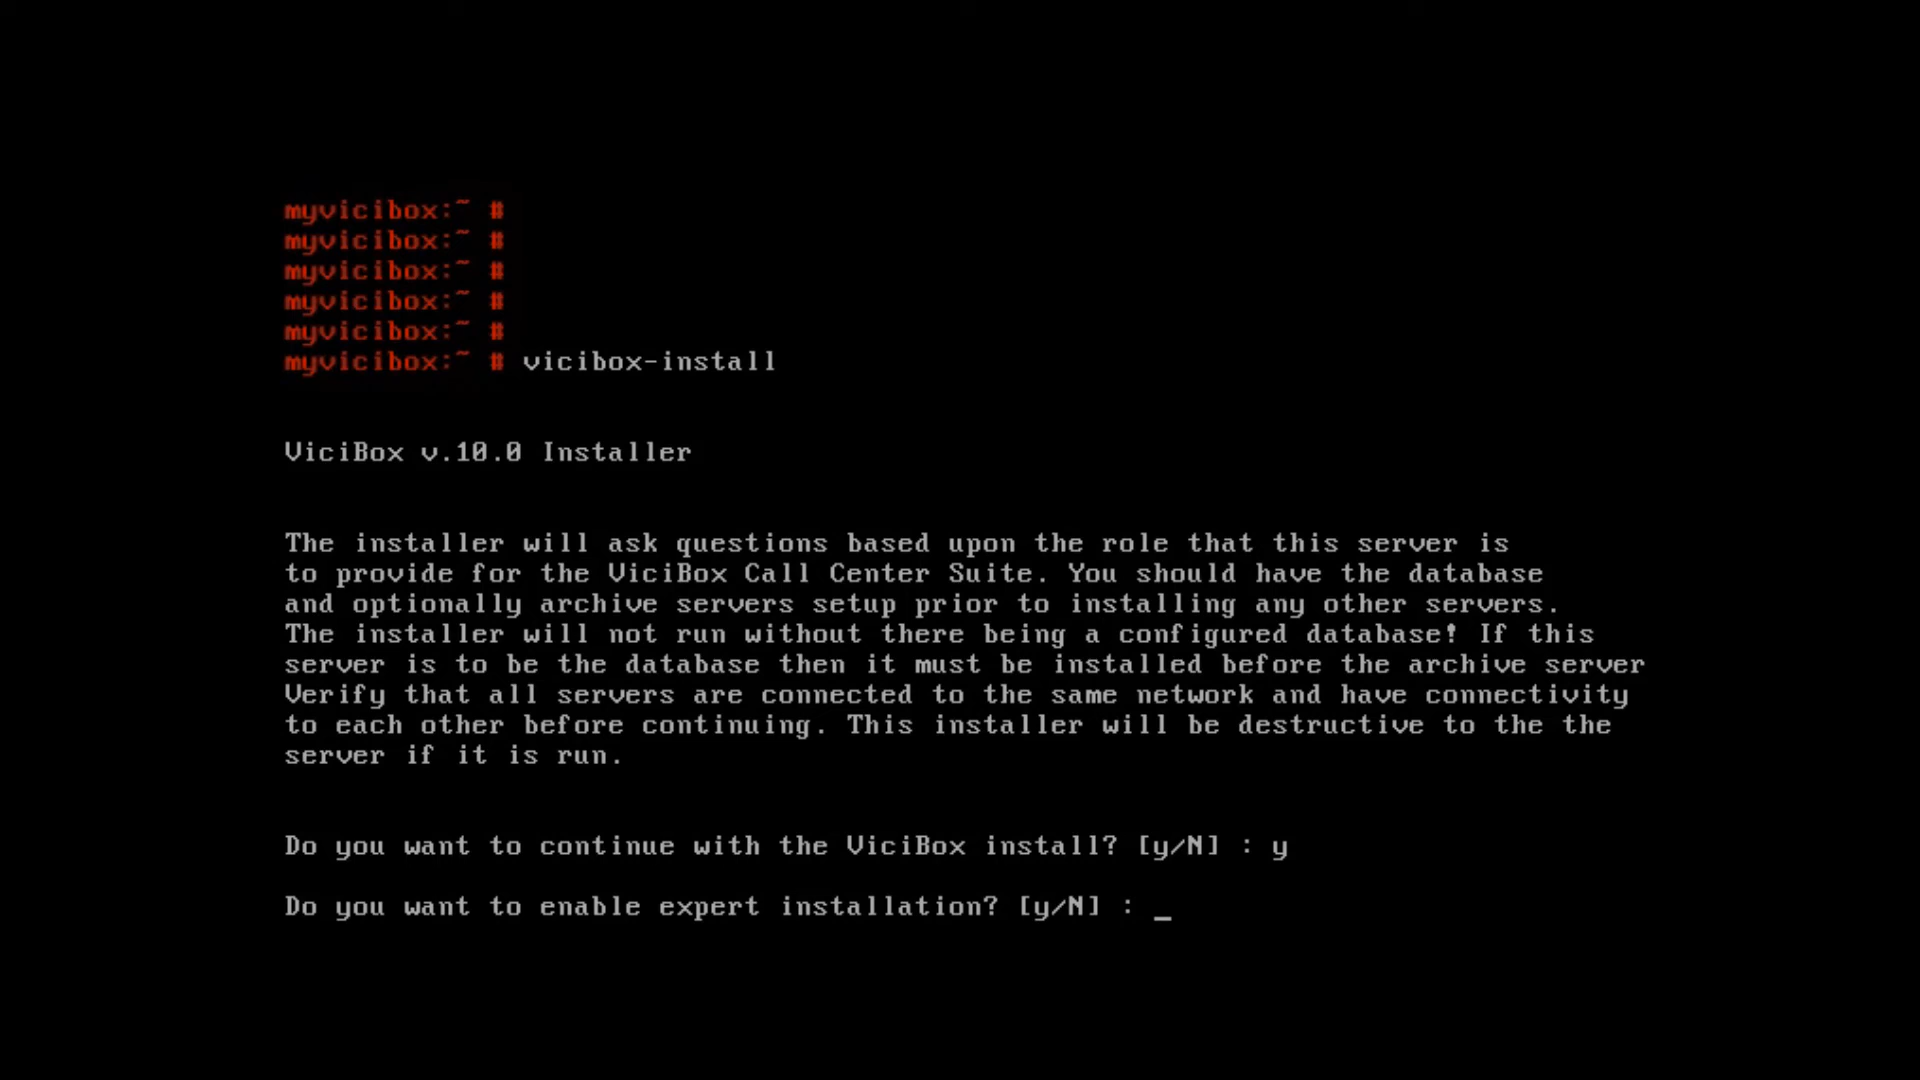 myvicibox:~ #
myvicibox:~ #
myvicibox:~ #
myvicibox:~ #
myvicibox:~ #
myvicibox:~ # vicibox-install
ViciBox v.10.0 Installer
The installer will ask questions based upon the role that this server is
to provide for the ViciBox Call Center Suite. You should have the database
and optionally archive servers setup prior to installing any other servers.
The installer will not run without there being a configured database! If this
server is to be the database then it must be installed before the archive server
Verify that all servers are connected to the same network and have connectivity
to each other before continuing. This installer will be destructive to the the
server if it is run.
Do you want to continue with the ViciBox install? [y/N] : y
Do you want to enable expert installation? [y/N] : _